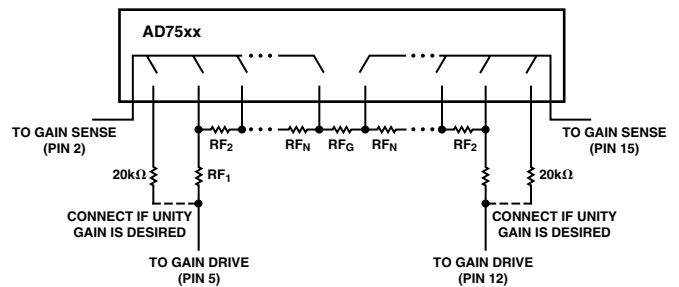 AD75xx
TO GAIN SENSE
(PIN 2)
TO GAIN SENSE
(PIN 15)
RF2
RFN
RFG
RFN
RF2
20kΩ
RF1
20kΩ
CONNECT IF UNITY
GAIN IS DESIRED
CONNECT IF UNITY
GAIN IS DESIRED
TO GAIN DRIVE
(PIN 5)
TO GAIN DRIVE
(PIN 12)